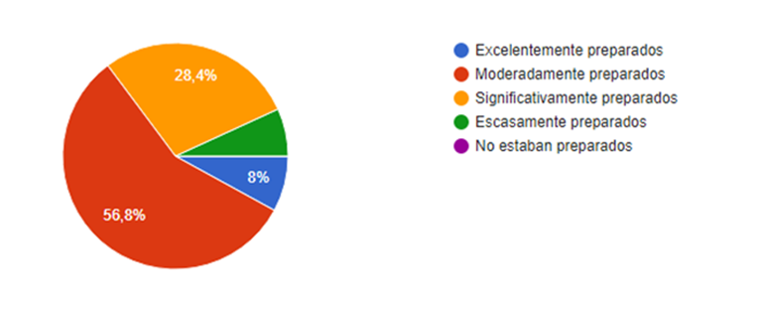 28,4%
8%
56,8%
Excelentemente preparados
Moderadamente preparados
Significativamente preparados
Escasamente preparados
No estaban preparados